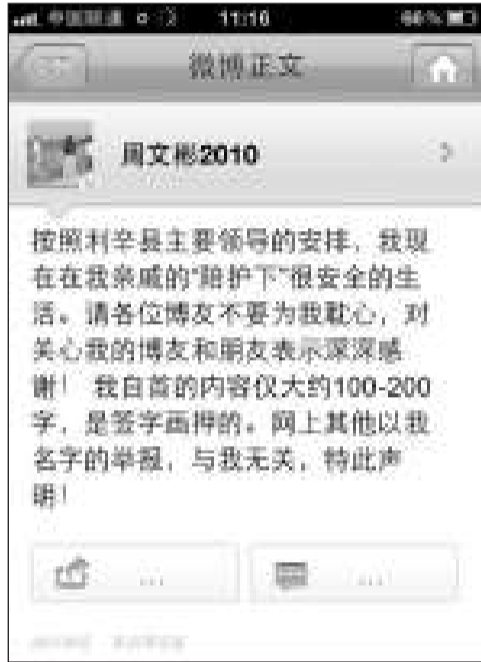 11:16
微博正文
周文彬2010
按照利辛县主要领导的安排，我现
在在我亲戚的"陪护下"很安全的生
活。请各位博友不要为我耽心，对
关心我的博友和朋友表示深深感
谢！ 我自首的内容仅大约100-200
字，是签字画押的。网上其他以我
名字的举报，与我无关，特此声
明！
...
...